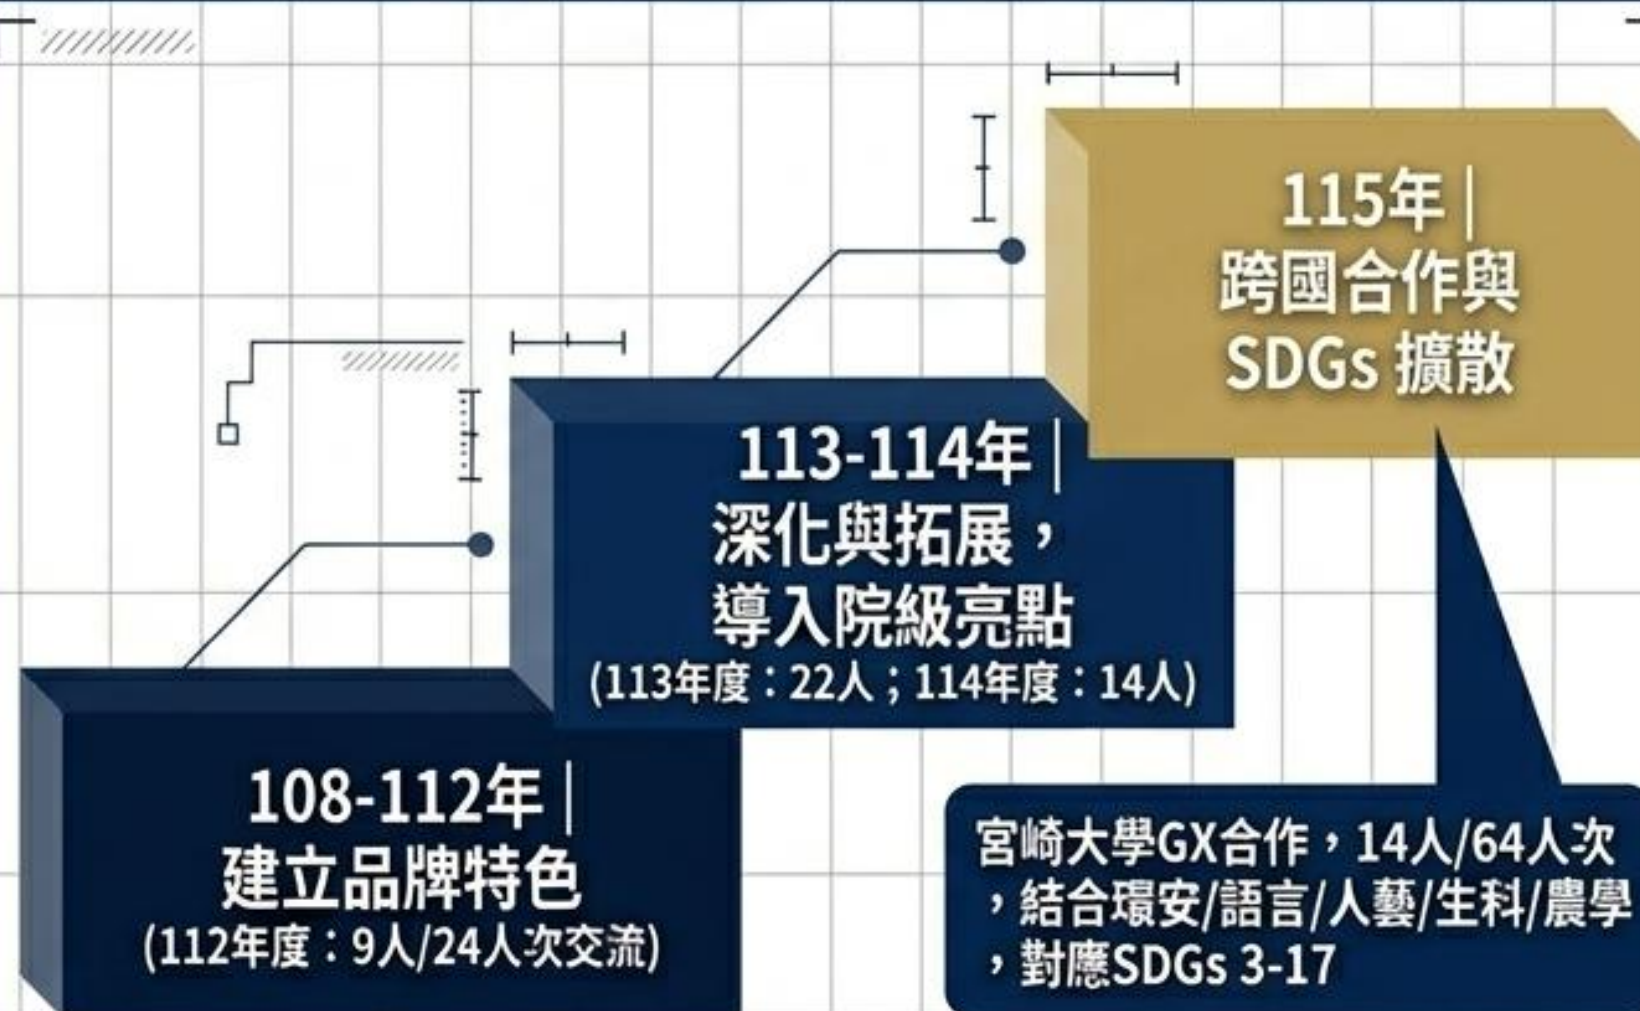 115年｜
跨國合作與
SDGs 擴散
113-114年｜
深化與拓展，
導入院級亮點
(113年度：22人；114年度：14人)
108-112年｜
建立品牌特色
(112年度：9人/24人次交流)
宮崎大學GX合作，14人/64人次
，結合環安/語言/人藝/生科/農學
，對應SDGs 3-17